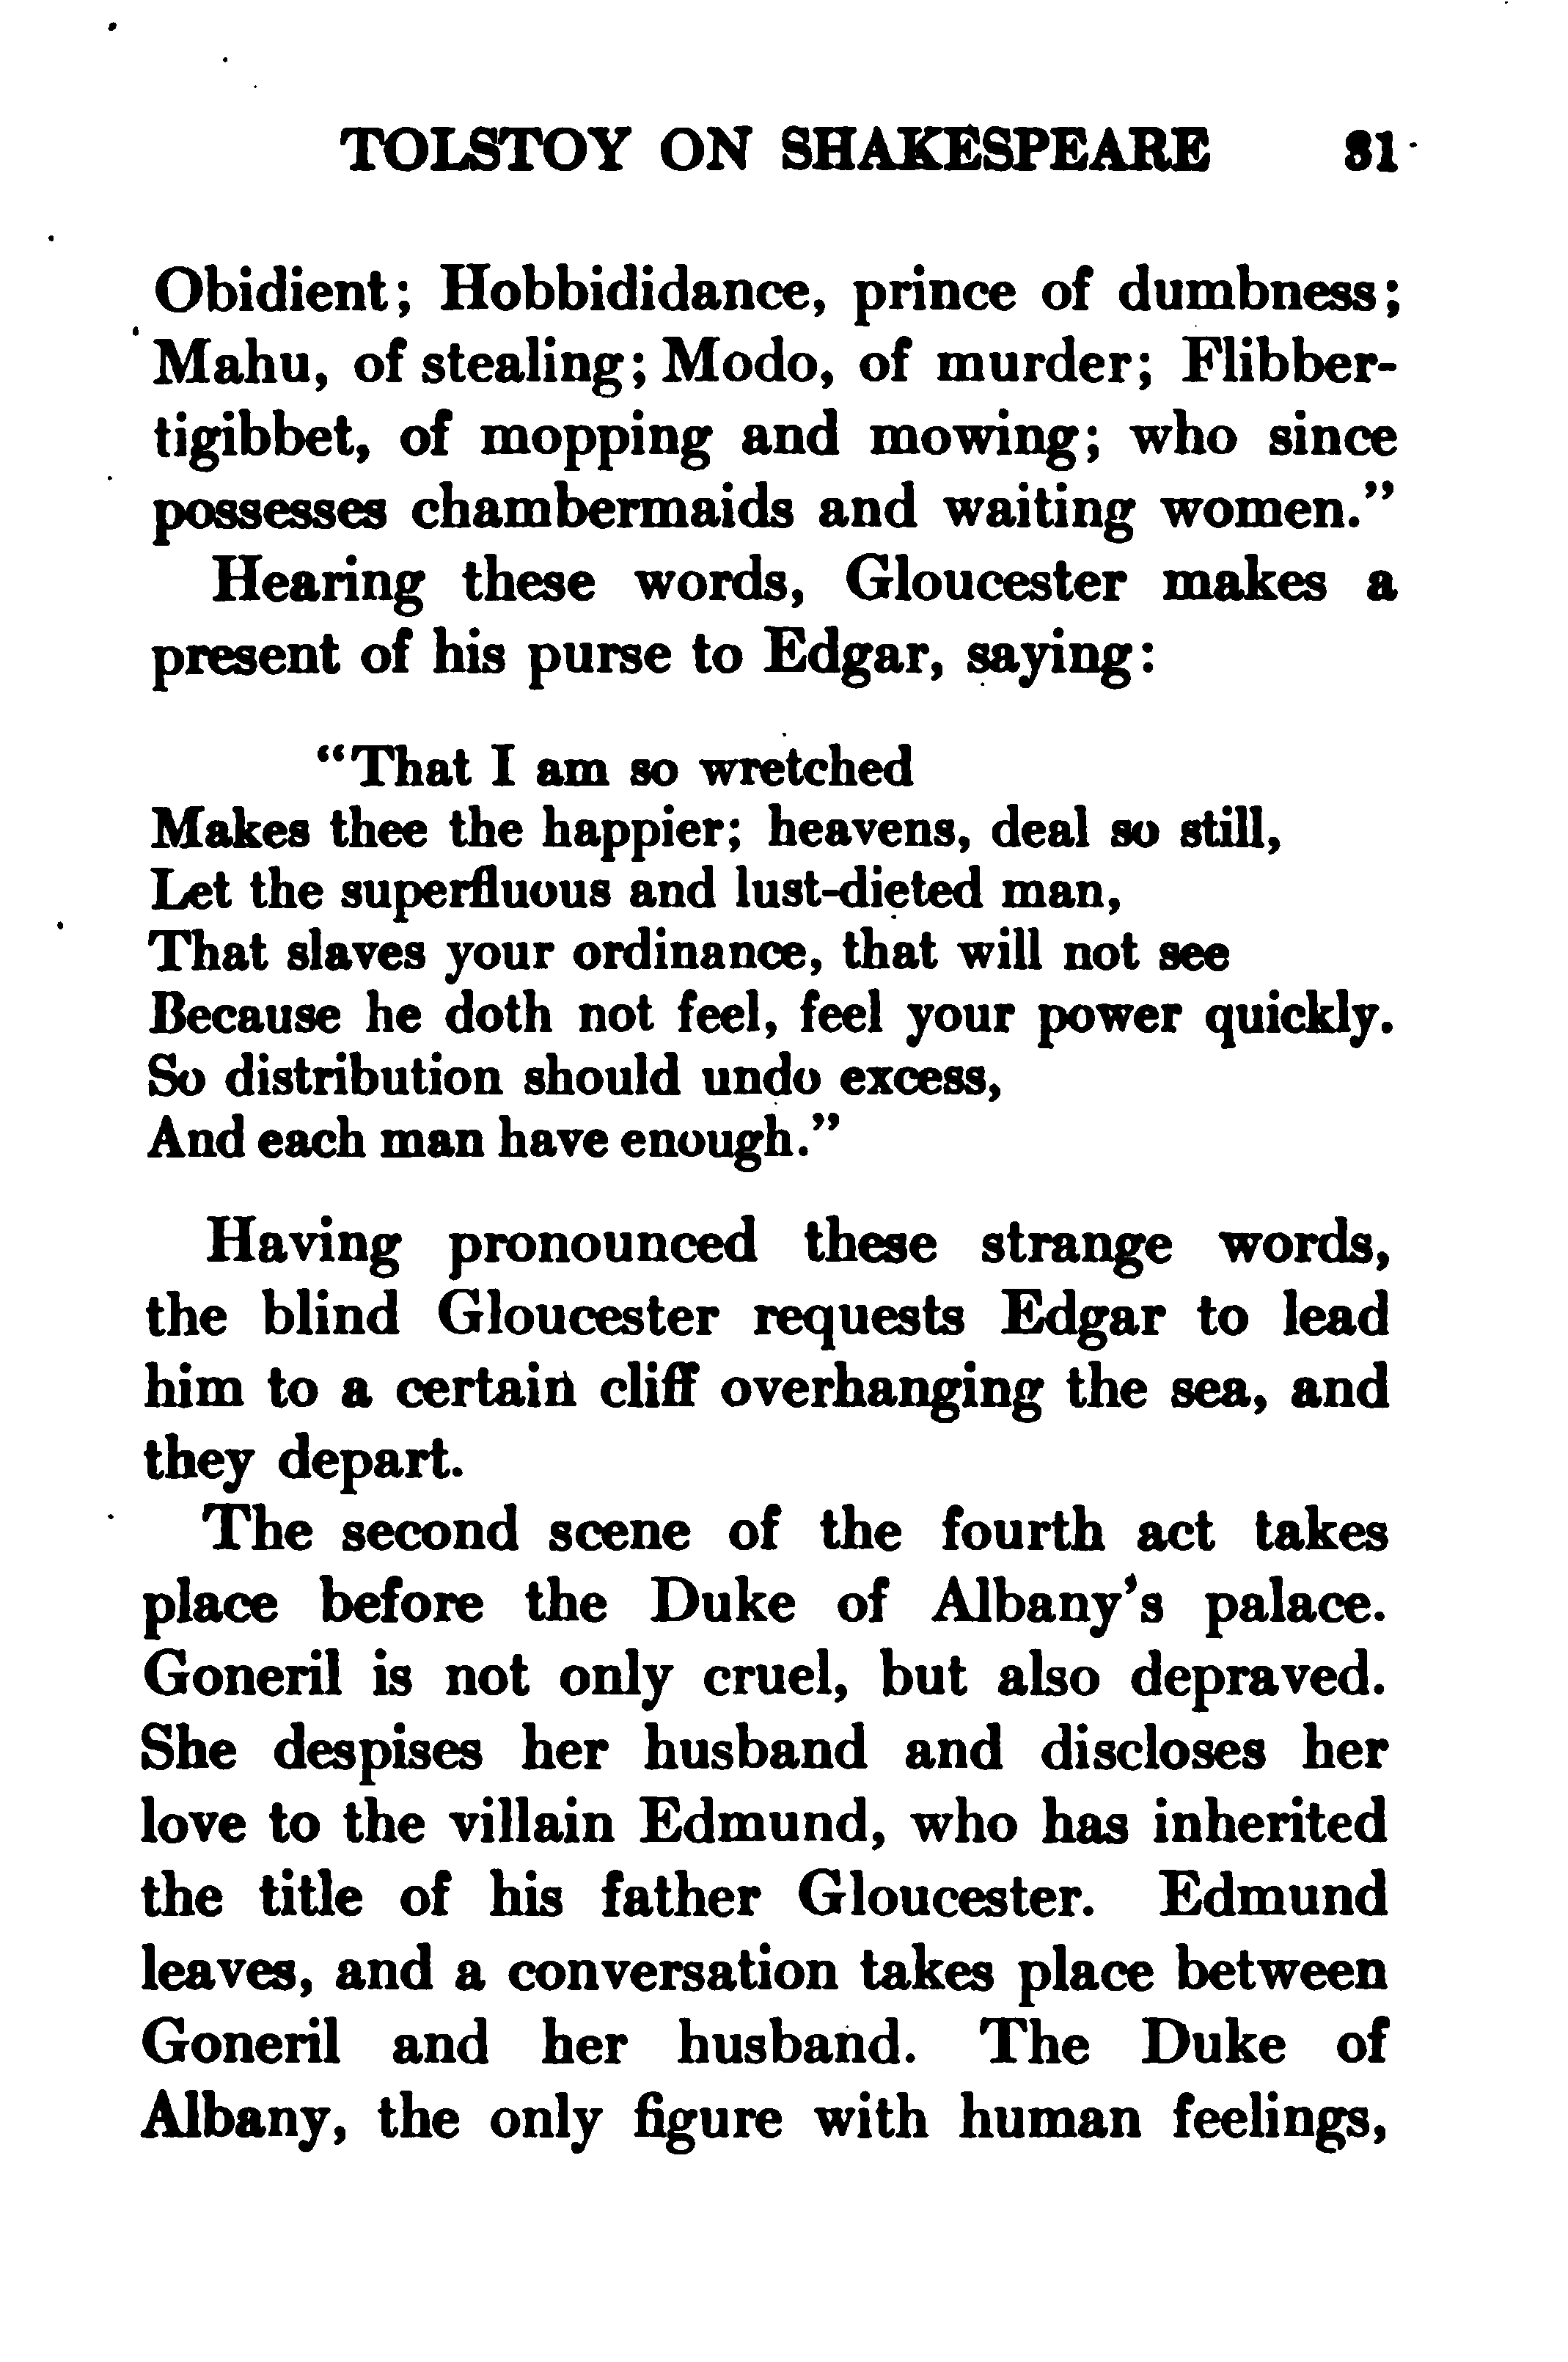 TOLSTOY ON SHAKESPEARE 31
Obidient; Hobbididance, prince of dumbness;
Mahu, of stealing; Modo, of murder; Flibber-
tigibbet, of mopping and mowing; who since
possesses chambermaids and waiting women.”
Hearing these words, Gloucester makes a
present of his purse to Edgar, saying:
“That I am so wretched
Makes thee the happier; heavens, deal so still,
Let the superfluous and lust-dieted man,
That slaves your ordinance, that will not see
Because he doth not feel, feel your power quickly.
So distribution should undo excess,
And each man have enough.”
Having pronounced these strange words,
the blind Gloucester requests Edgar to lead
him to a certain cliff overhanging the sea, and
they depart.
The second scene of the fourth act takes
place before the Duke of Albany’s palace.
Goneril is not only cruel, but also depraved.
She despises her husband and discloses her
love to the villain Edmund, who has inherited
the title of his father Gloucester. Edmund
leaves, and a conversation takes place between
Goneril and her husband. The Duke of
Albany, the only figure with human feelings,